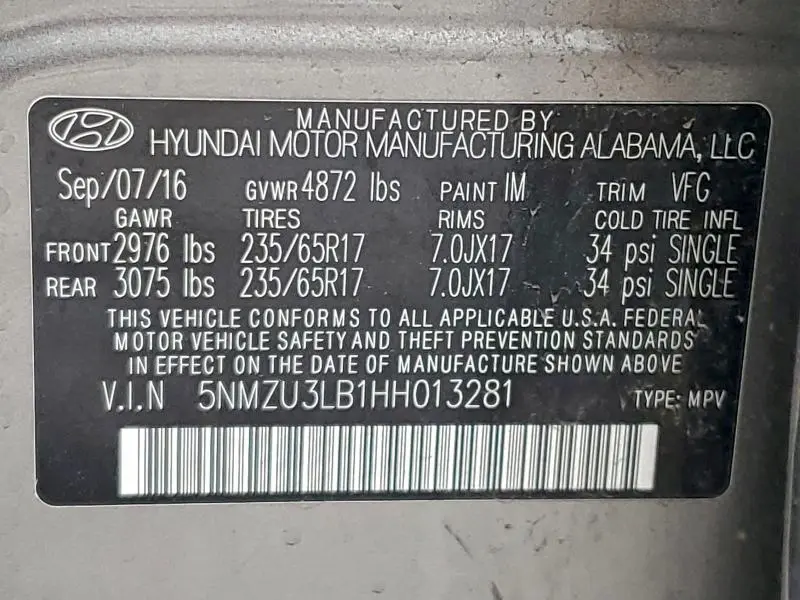 MANUFACTURED BY
HYUNDAI MOTOR MANUFACTURING ALABAMA, LLC
Sep/07/16 GVWR 4872 lbs PAINT IM TRIM VFG
GAWR TIRES RIMS COLD TIRE INFL
FRONT 2976 lbs 235/65R17 7.0JX17 34 psi SINGLE
REAR 3075 lbs 235/65R17 7.0JX17 34 psi SINGLE
THIS VEHICLE CONFORMS TO ALL APPLICABLE U.S.A. FEDERAL
MOTOR VEHICLE SAFETY AND THEFT PREVENTION STANDARDS
IN EFFECT ON THE DATE OF MANUFACTURE SHOWN ABOVE
V.I.N 5NMZU3LB1HH013281 TYPE: MPV